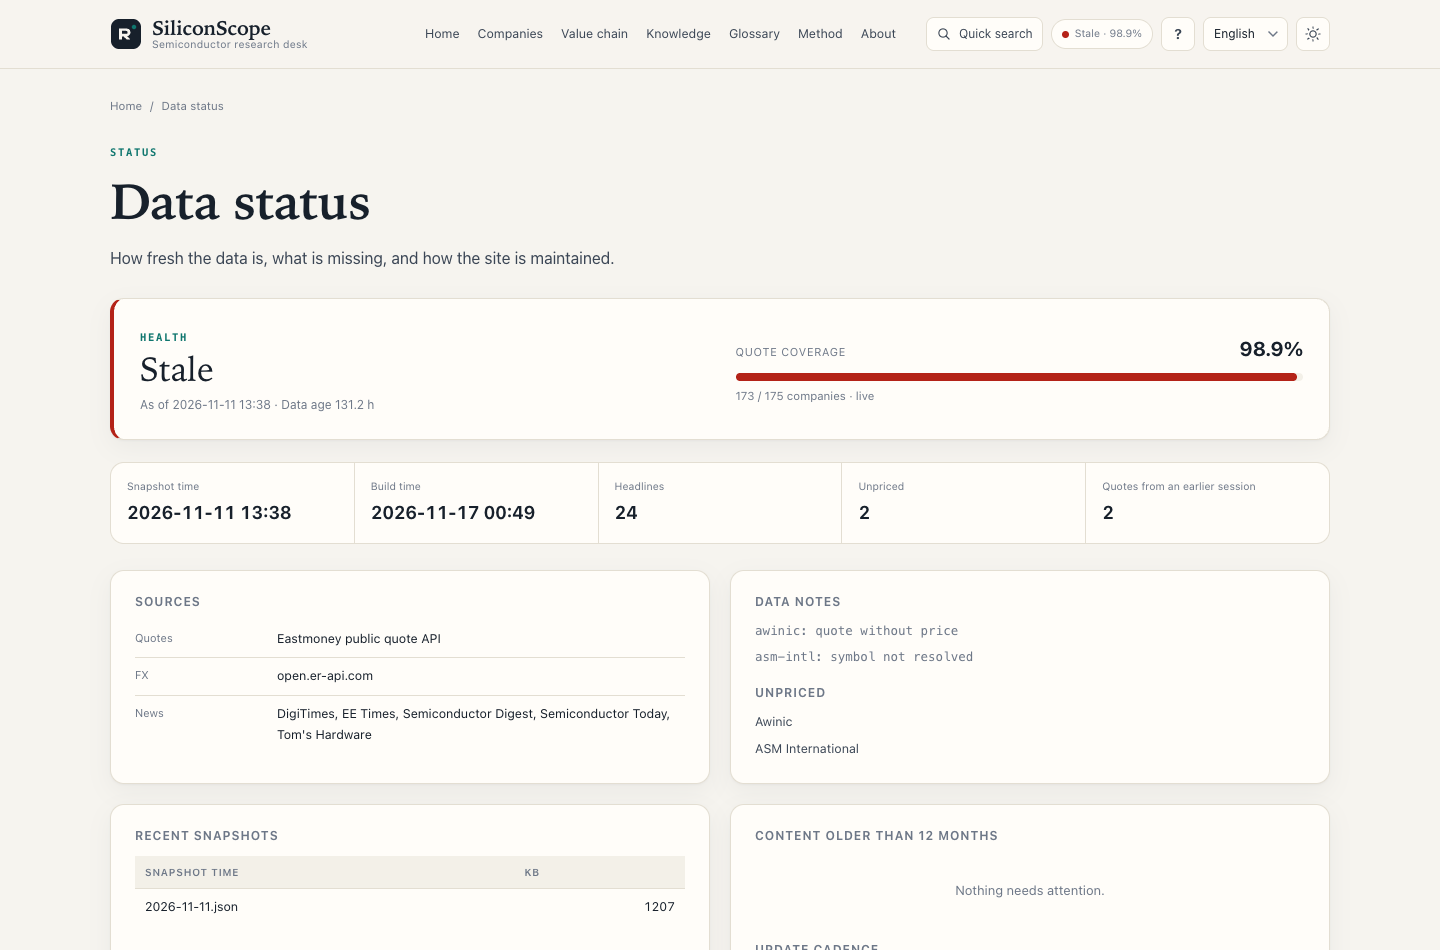 R
SiliconScope
Semiconductor research desk
Home
Companies
Value chain
Knowledge
Glossary
Method
About
Quick search
Stale · 98.9%
?
English
Home / Data status
STATUS
Data status
How fresh the data is, what is missing, and how the site is maintained.
HEALTH
Stale
As of 2026-11-11 13:38 · Data age 131.2 h
QUOTE COVERAGE
98.9%
173 / 175 companies · live
Snapshot time
2026-11-11 13:38
Build time
2026-11-17 00:49
Headlines
24
Unpriced
2
Quotes from an earlier session
2
SOURCES
Quotes
Eastmoney public quote API
FX
open.er-api.com
News
DigiTimes, EE Times, Semiconductor Digest, Semiconductor Today,
Tom's Hardware
DATA NOTES
awinic: quote without price
asm-intl: symbol not resolved
UNPRICED
Awinic
ASM International
RECENT SNAPSHOTS
SNAPSHOT TIME
KB
2026-11-11.json
1207
CONTENT OLDER THAN 12 MONTHS
Nothing needs attention.
UPDATE CADENCE